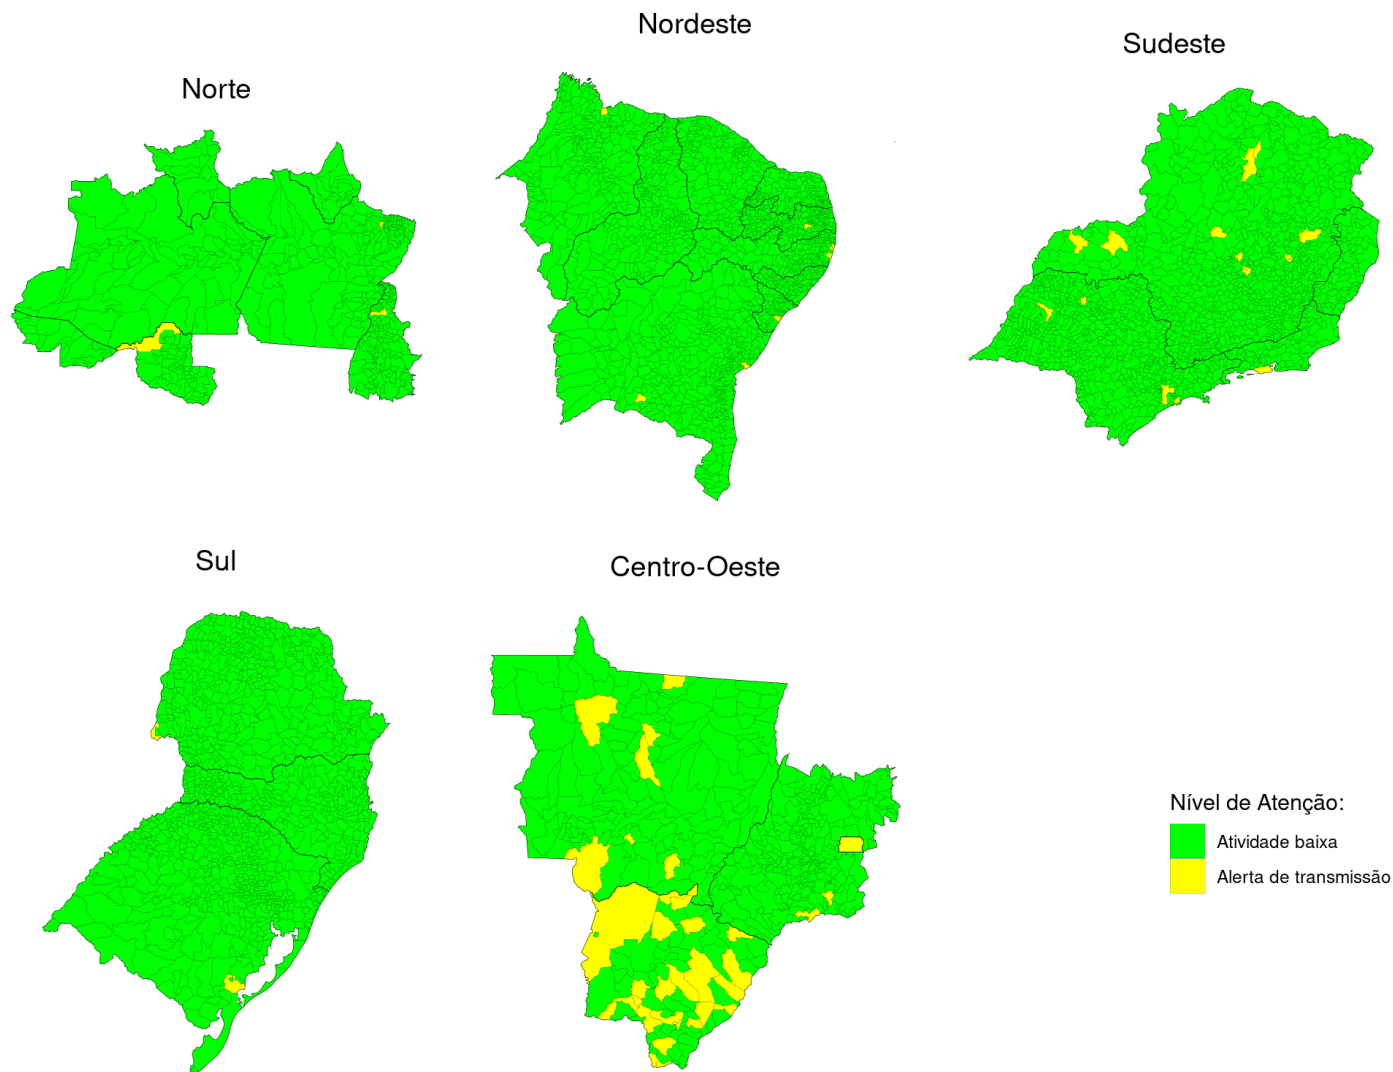 Nordeste
Sudeste
Norte
Sul
Centro-Oeste
Nível de Atenção:
Atividade baixa
Alerta de transmissão